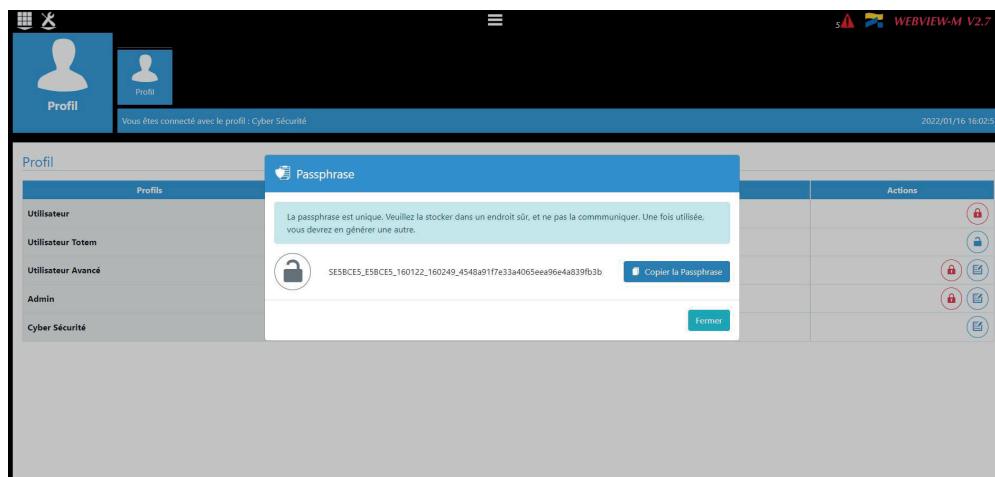 5
WEBVIEW-M V2.7
Profil
Profil
Vous êtes connecté avec le profil : Cyber Sécurité
2022/01/16 16:02:5
Profil
Passphrase
Profils
Actions
La passphrase est unique. Veuillez la stocker dans un endroit sûr, et ne pas la commmuniquer. Une fois utilisée,
vous devrez en générer une autre.
Utilisateur
Utilisateur Totem
Utilisateur Avancé
SE5BCE5_E5BCE5_160122_160249_4548a91f7e33a4065eea96e4a839fb3b
Copier la Passphrase
Admin
Cyber Sécurité
Fermer